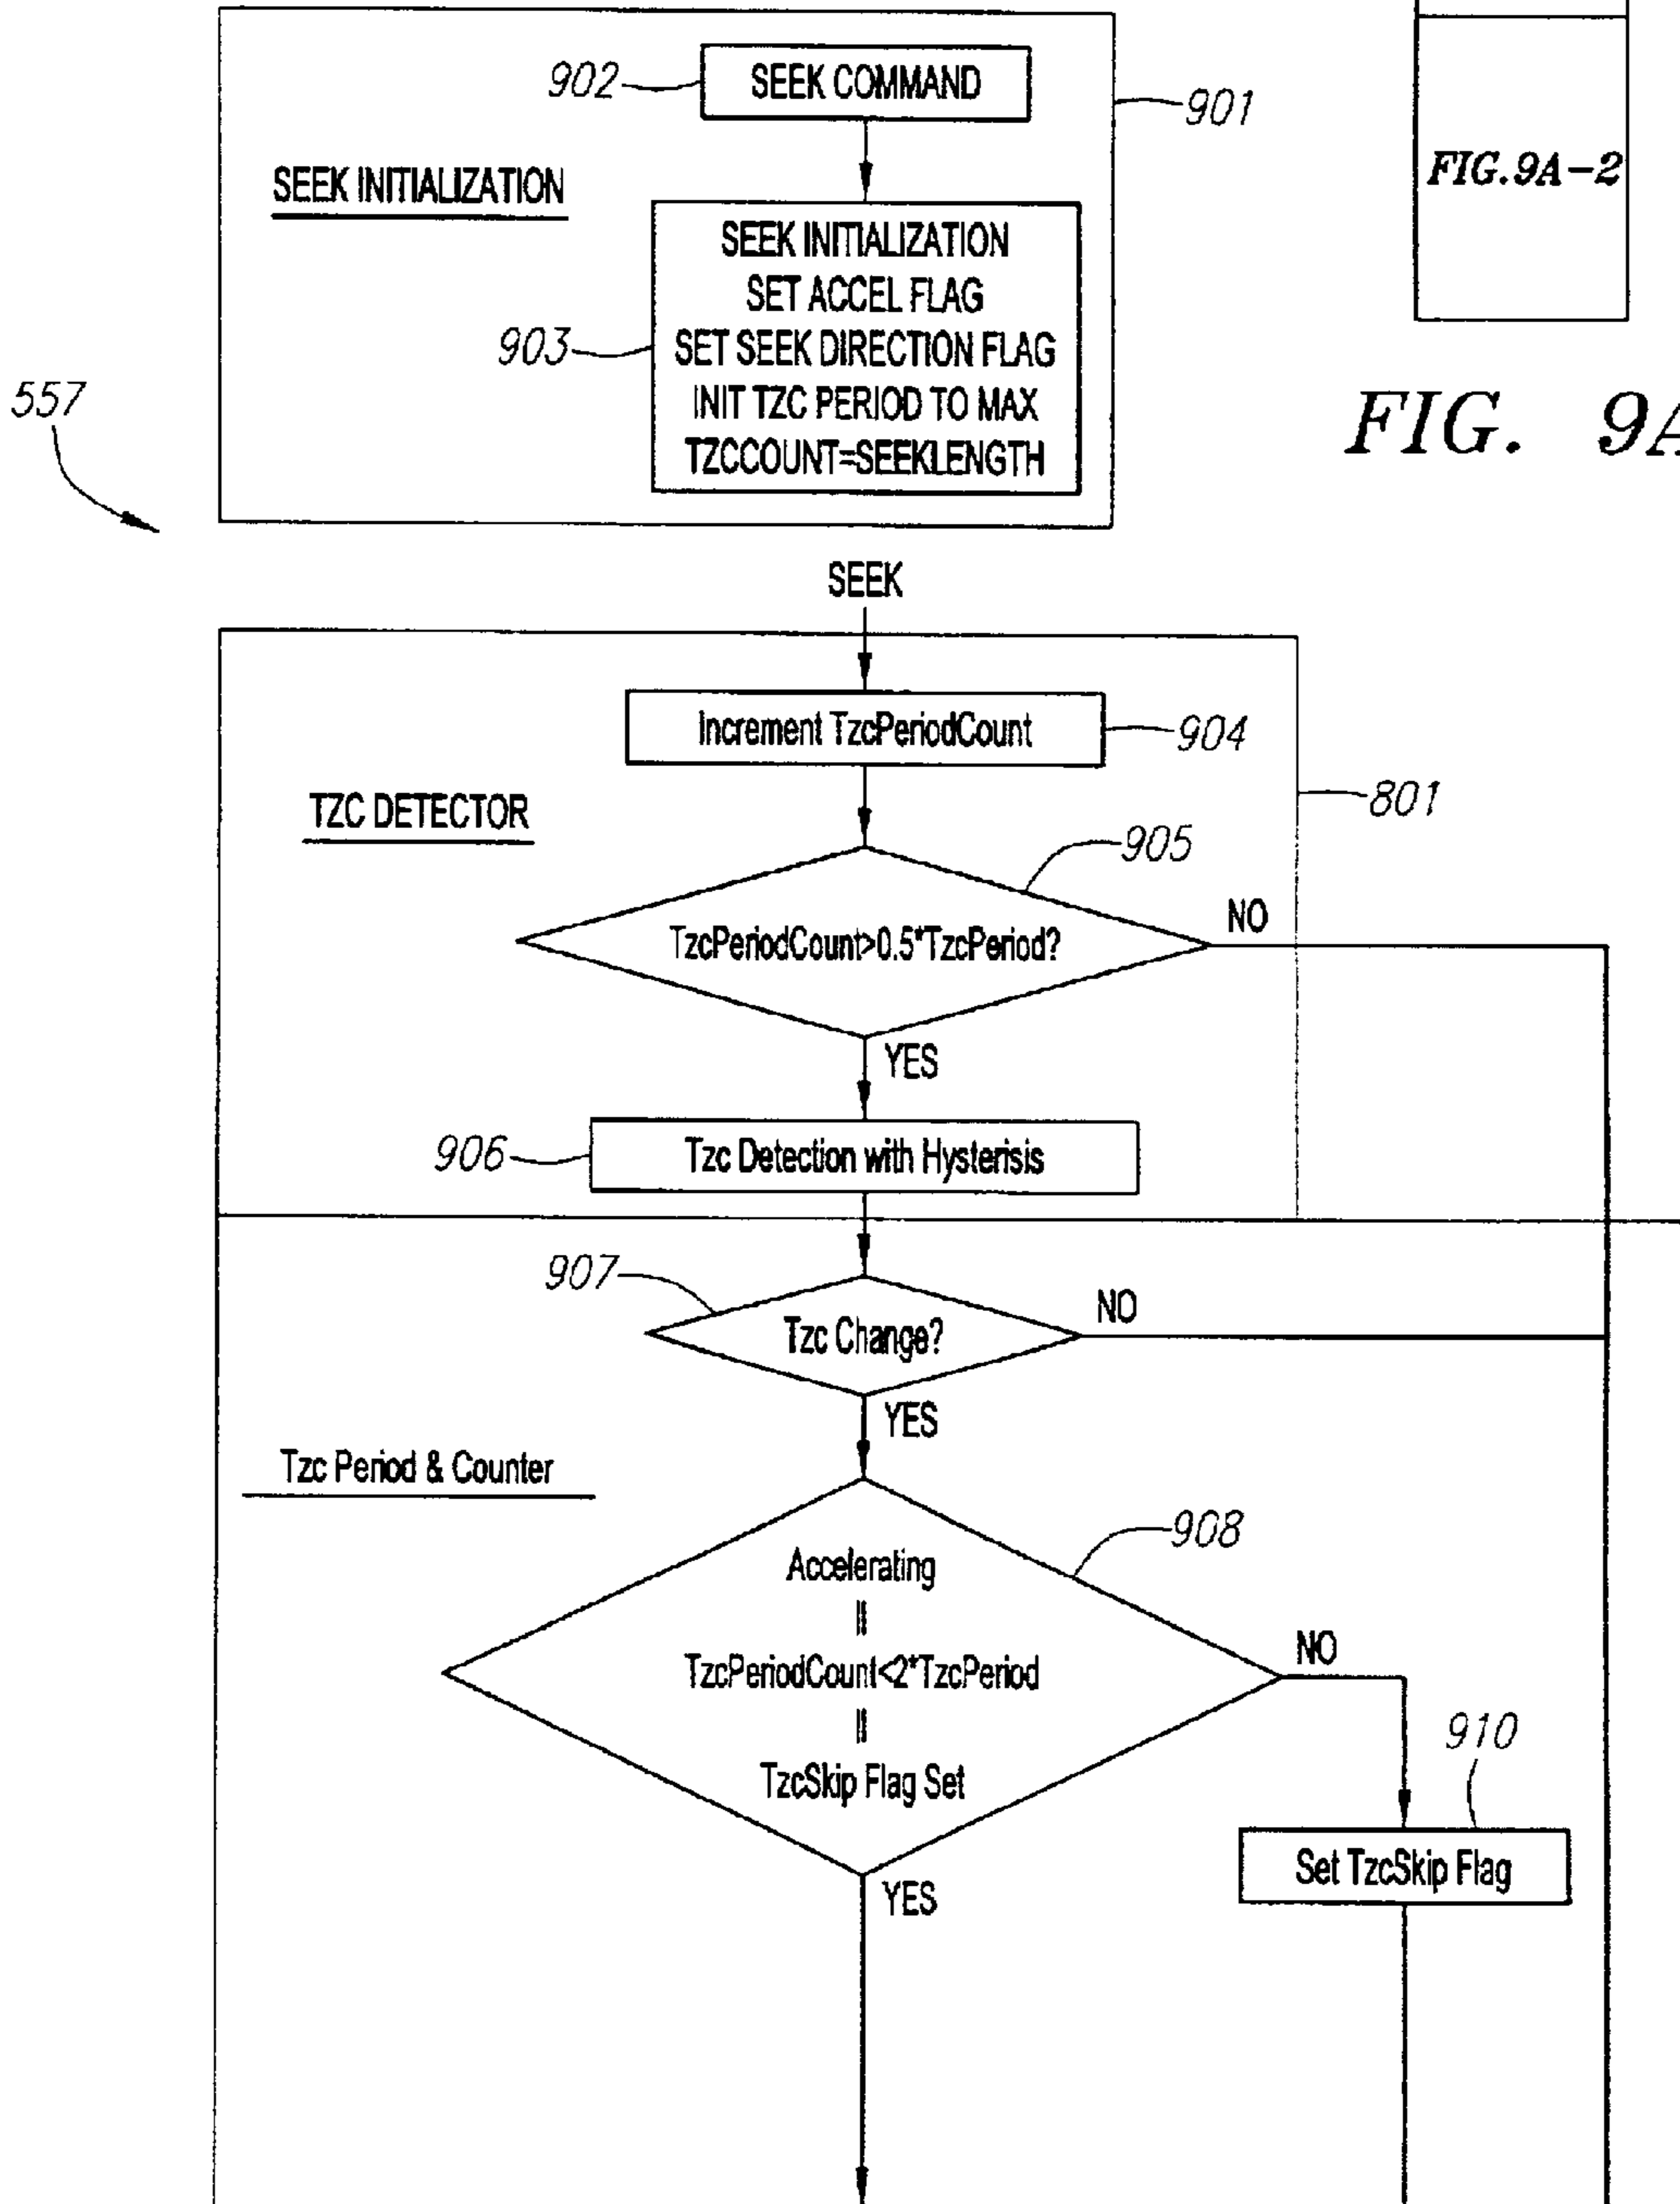 902
SEEK COMMAND
901
SEEK INITIALIZATION
SEEK INITIALIZATION
SET ACCEL FLAG
SET SEEK DIRECTION FLAG
INIT TZC PERIOD TO MAX
TZCCOUNT=SEEKLENGTH
903
FIG.9A-2
FIG. 9A
557
SEEK
Increment TzcPeriodCount
904
TZC DETECTOR
801
905
TzcPeriodCount>0.5*TzcPeriod?
NO
YES
906
Tzc Detection with Hysterisis
907
Tzc Change?
NO
YES
Tzc Period & Counter
908
Accelerating
||
TzcPeriodCount<2*TzcPeriod
||
TzcSkip Flag Set
NO
910
Set TzcSkip Flag
YES